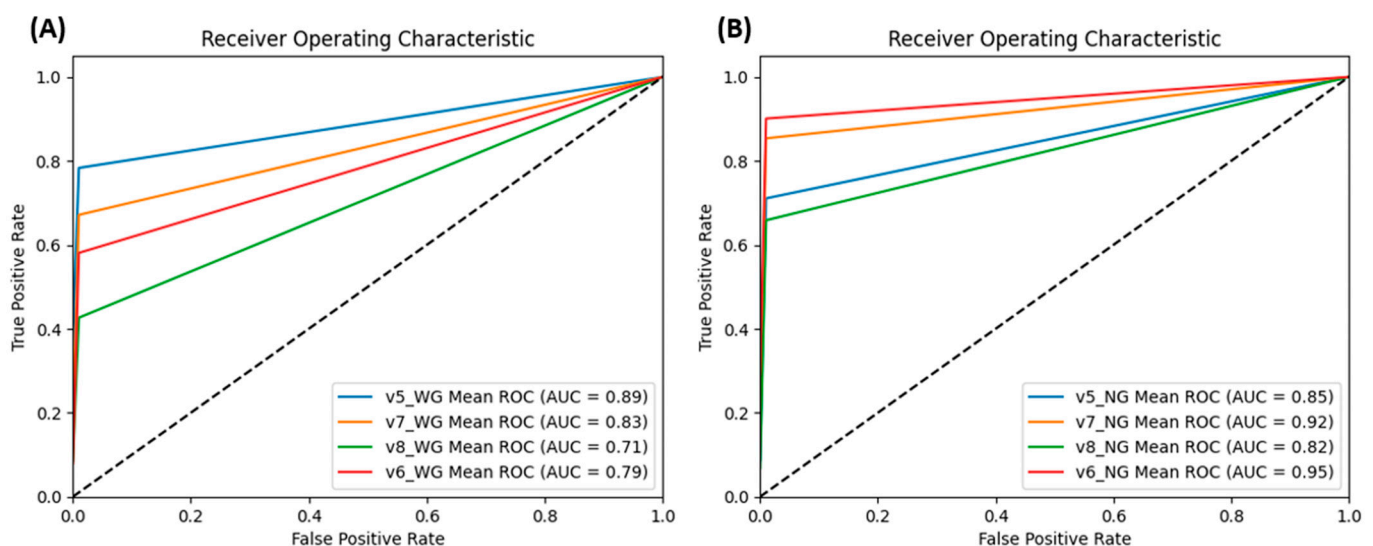 (A)
Receiver Operating Characteristic
1.0
0.8
0.6
0.4
0.2
0.0
True Positive Rate
v5_WG Mean ROC (AUC = 0.89)
v7_WG Mean ROC (AUC = 0.83)
v8_WG Mean ROC (AUC = 0.71)
v6_WG Mean ROC (AUC = 0.79)
0.0 0.2 0.4 0.6 0.8 1.0
False Positive Rate
(B)
Receiver Operating Characteristic
1.0
0.8
0.6
0.4
0.2
0.0
True Positive Rate
v5_NG Mean ROC (AUC = 0.85)
v7_NG Mean ROC (AUC = 0.92)
v8_NG Mean ROC (AUC = 0.82)
v6_NG Mean ROC (AUC = 0.95)
0.0 0.2 0.4 0.6 0.8 1.0
False Positive Rate